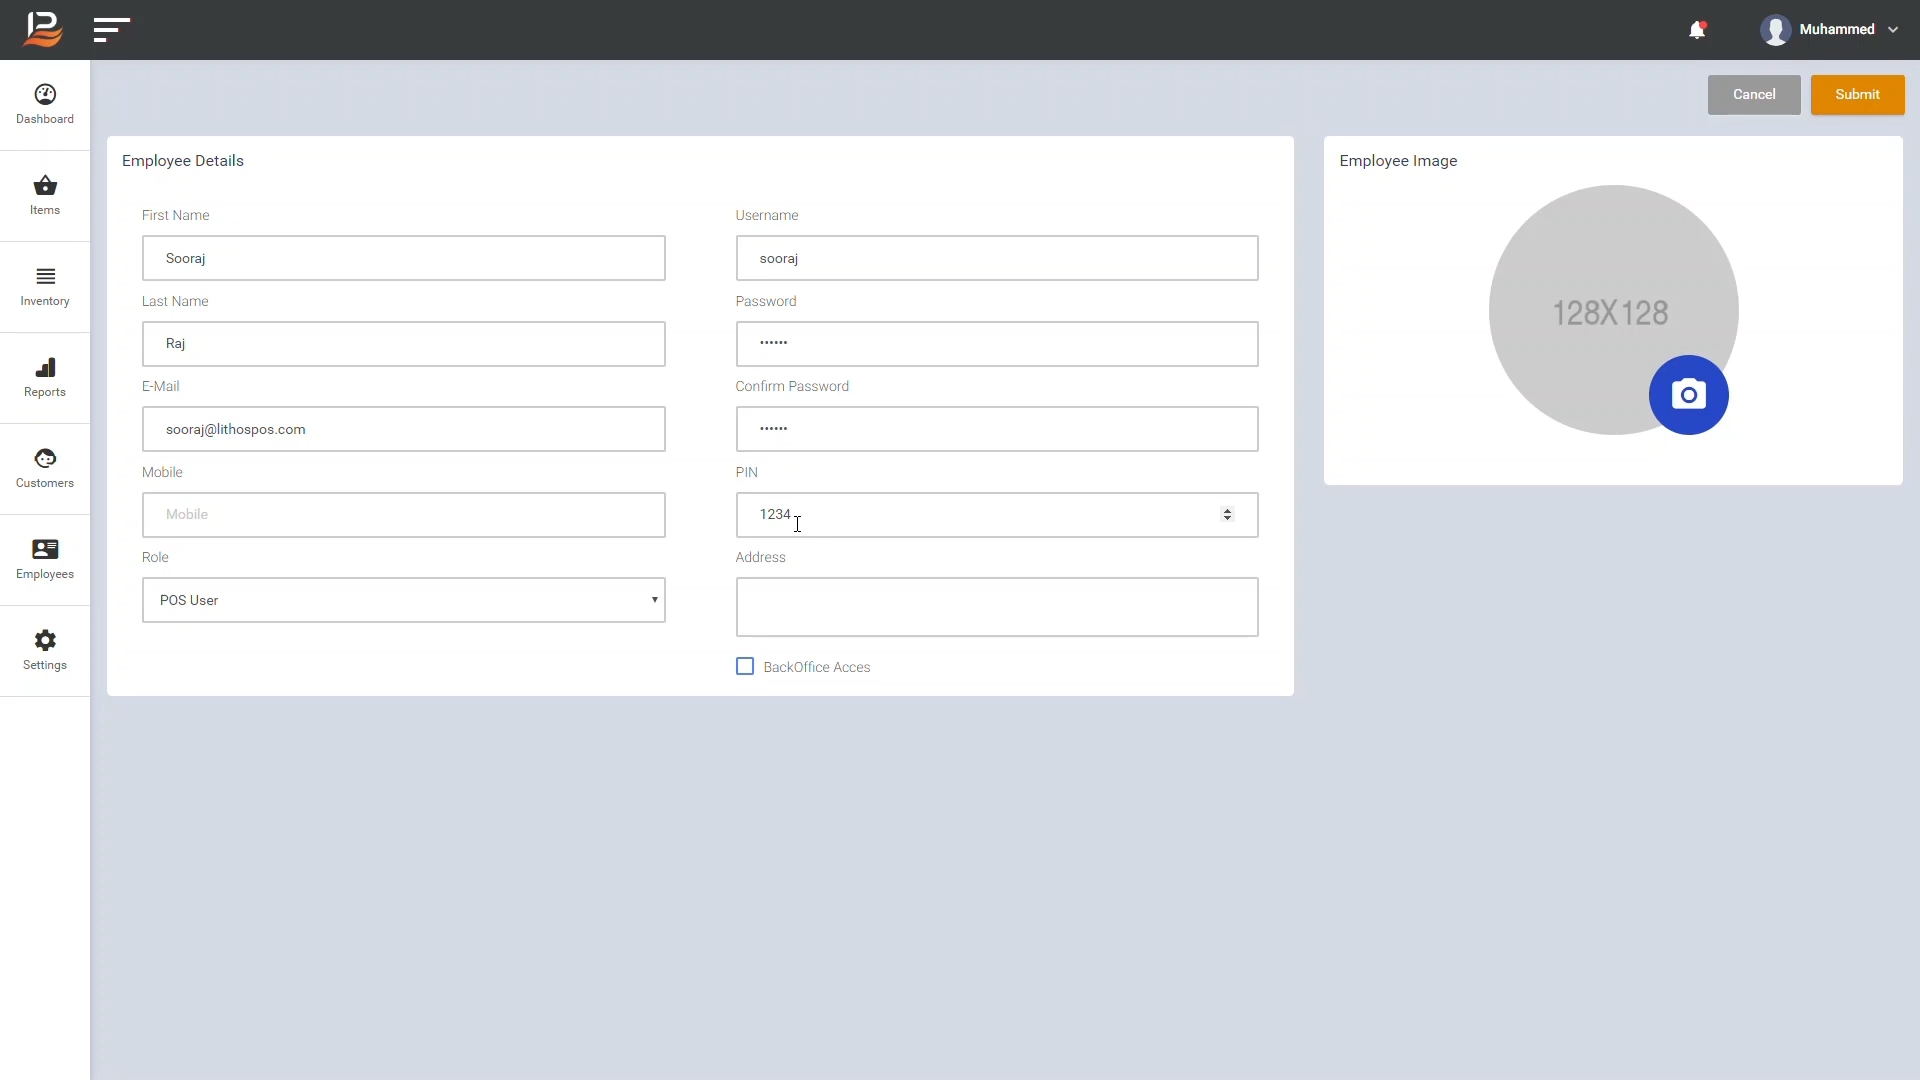 Muhammed
Cancel
Submit
Dashboard
Items
Inventory
Reports
Customers
Employees
Settings
Employee Details
First Name
Sooraj
Last Name
Raj
E-Mail
sooraj@lithospos.com
Mobile
Mobile
Role
POS User
Username
sooraj
Password
••••••
Confirm Password
••••••
PIN
1234
Address
BackOffice Acces
Employee Image
128X128